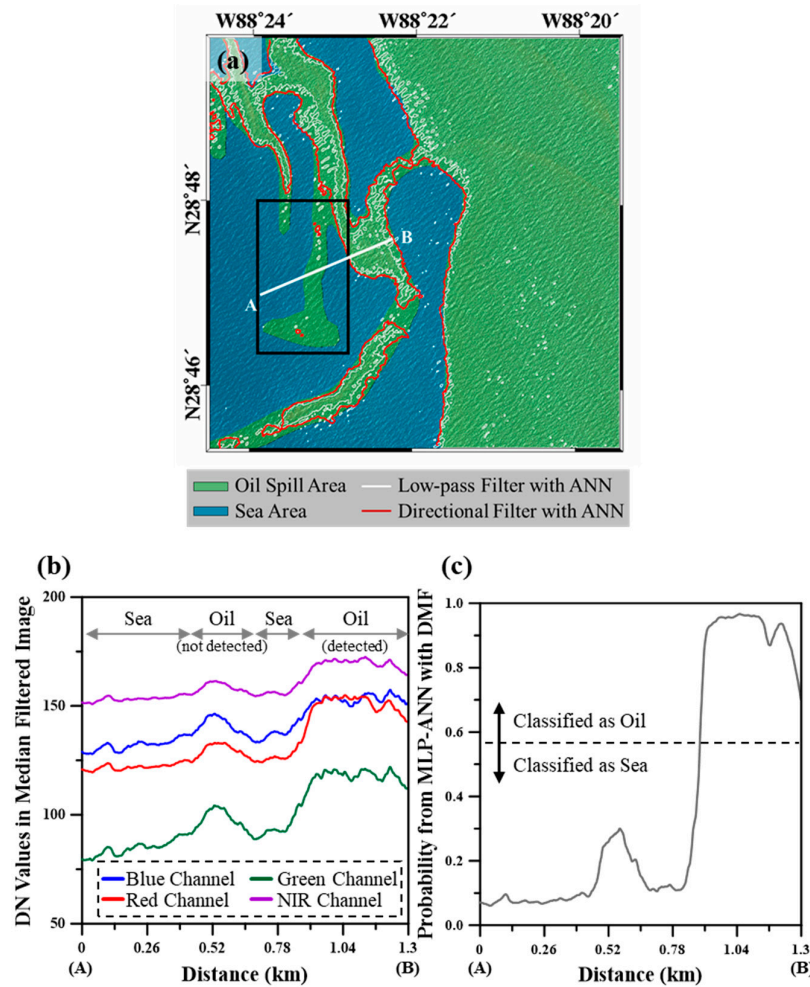 W88°24′ W88°22′ W88°20′
(a)
N28°48′
N28°46′
A
B
Oil Spill Area
Low-pass Filter with ANN
Sea Area
Directional Filter with ANN
(b)
DN Values in Median Filtered Image
200
150
100
50
Sea Oil Sea Oil
(not detected) (detected)
Blue Channel Green Channel
Red Channel NIR Channel
0 0.26 0.52 0.78 1.04 1.3
(A) Distance (km) (B)
(c)
Probability from MLP-ANN with DMF
1.0
0.8
0.6
0.4
0.2
0.0
Classified as Oil
Classified as Sea
0 0.26 0.52 0.78 1.04 1.3
(A) Distance (km) (B)